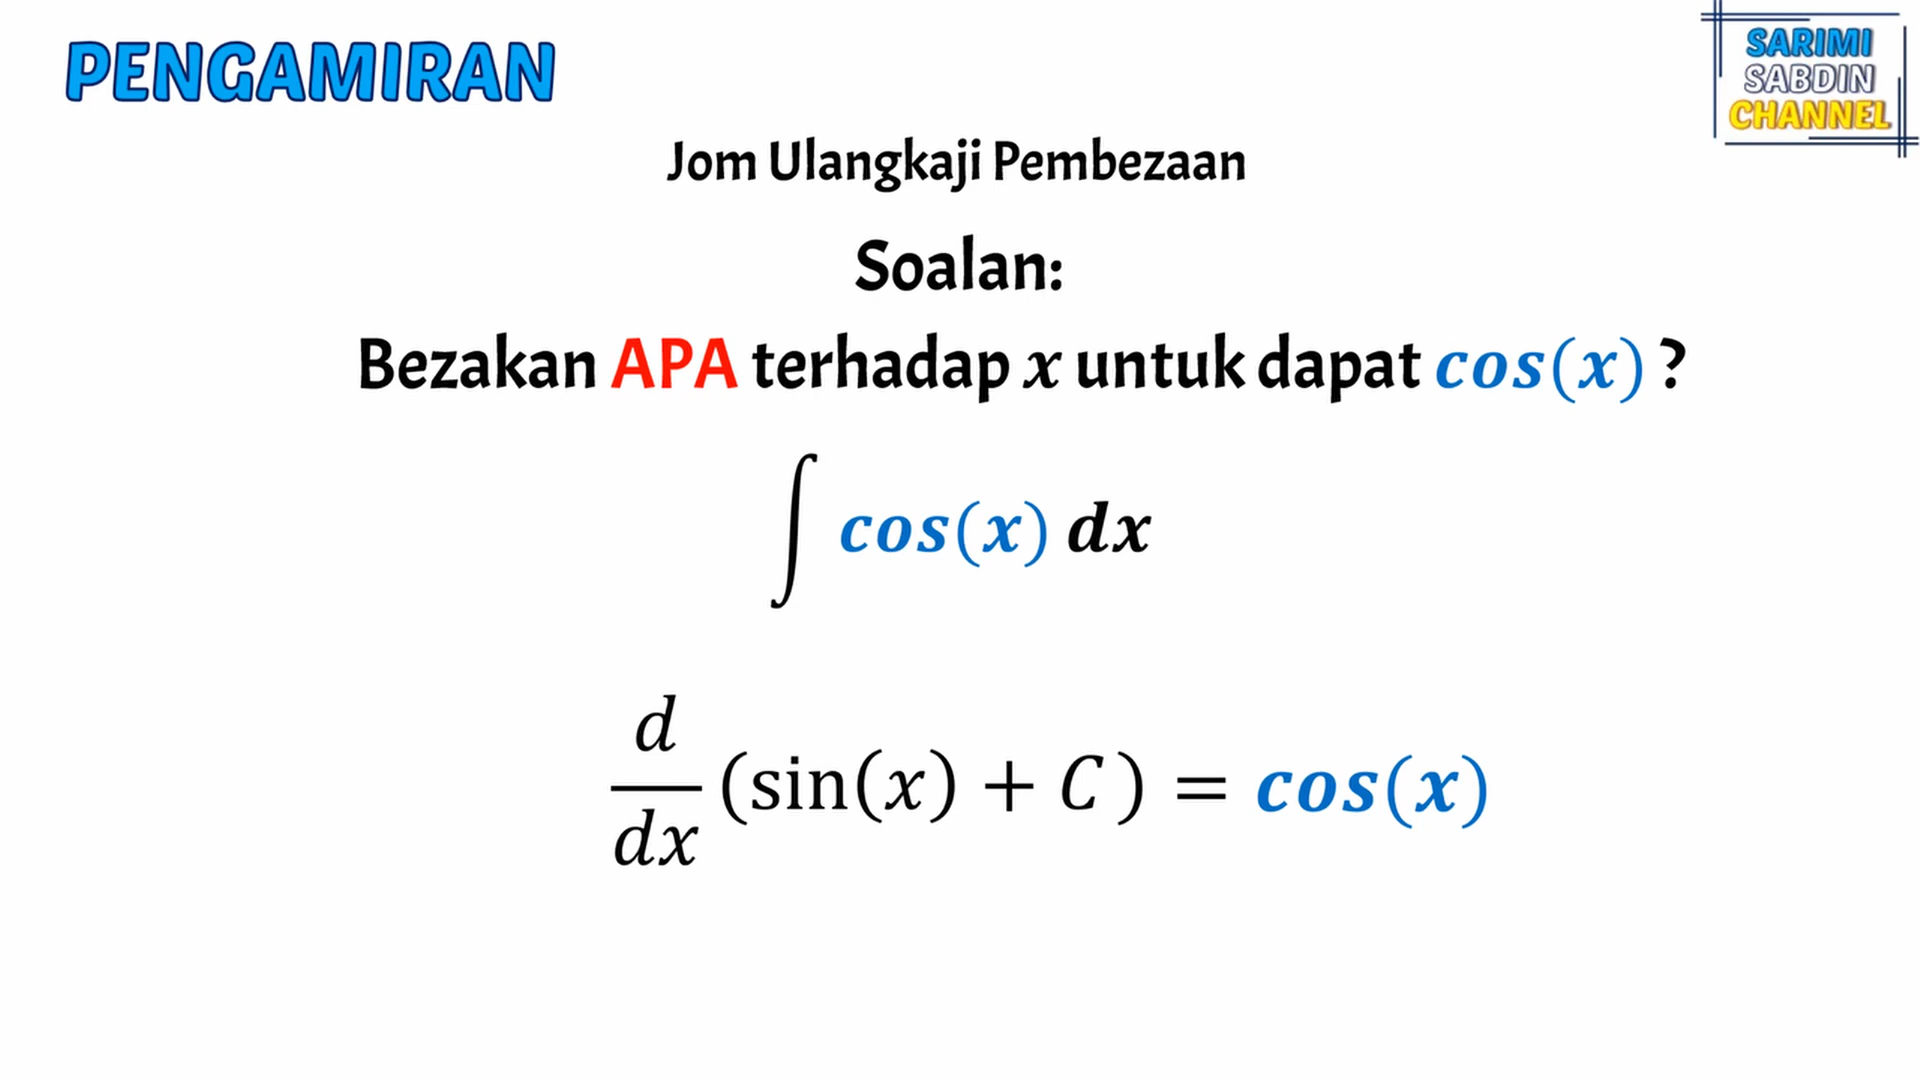 PENGAMIRAN
SARIMI
SABDIN
CHANNEL
Jom Ulangkaji Pembezaan
Soalan:
Bezakan APA terhadap x untuk dapat cos(x) ?
∫ cos(x) dx
d/dx (sin(x) + C) = cos(x)